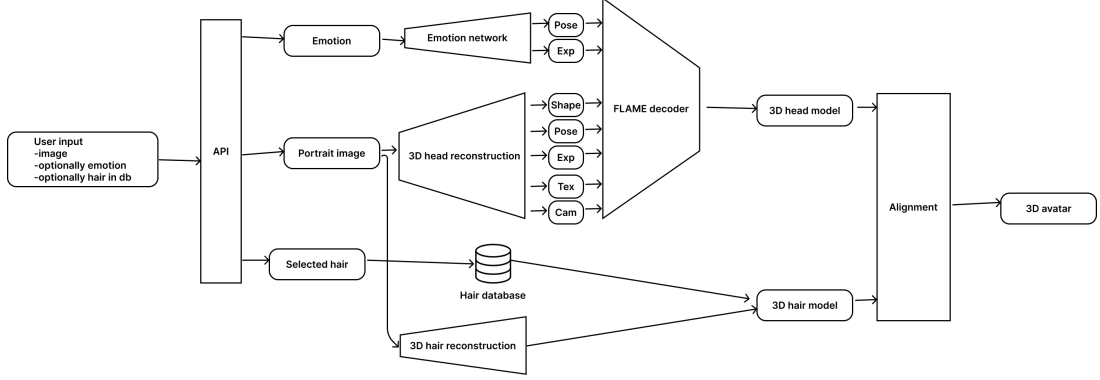 User input
-image
-optionally emotion
-optionally hair in db
API
Emotion
Emotion network
Pose
Exp
Portrait image
3D head reconstruction
Shape
Pose
Exp
Tex
Cam
FLAME decoder
3D head model
Selected hair
Hair database
3D hair reconstruction
3D hair model
Alignment
3D avatar